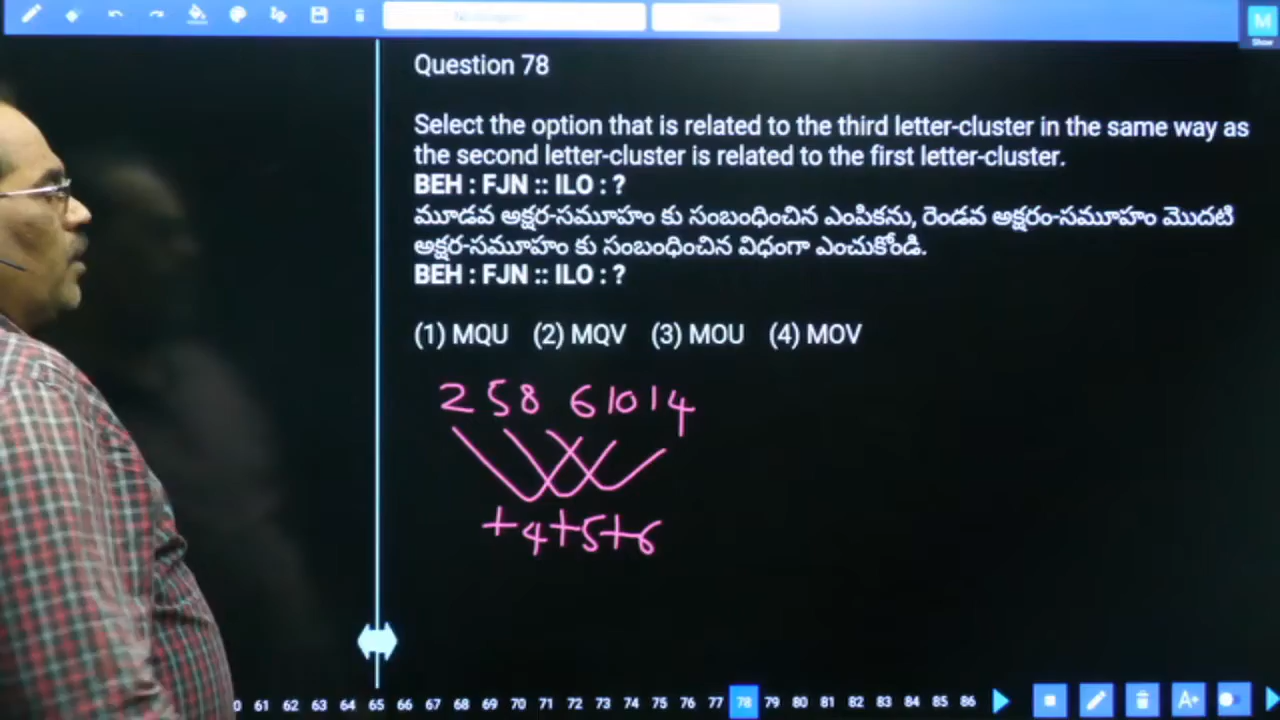 M
Show
Question 78
Select the option that is related to the third letter-cluster in the same way as
the second letter-cluster is related to the first letter-cluster.
BEH : FJN :: ILO : ?
మూడవ అక్షర-సమూహం కు సంబంధించిన ఎంపికను, రెండవ అక్షరం-సమూహం మొదటి
అక్షర-సమూహం కు సంబంధించిన విధంగా ఎంచుకోండి.
BEH : FJN :: ILO : ?
(1) MQU (2) MQV (3) MOU (4) MOV
2 5 8 6 10 14
+4+5+6
0 61 62 63 64 65 66 67 68 69 70 71 72 73 74 75 76 77 78 79 80 81 82 83 84 85 86 A+